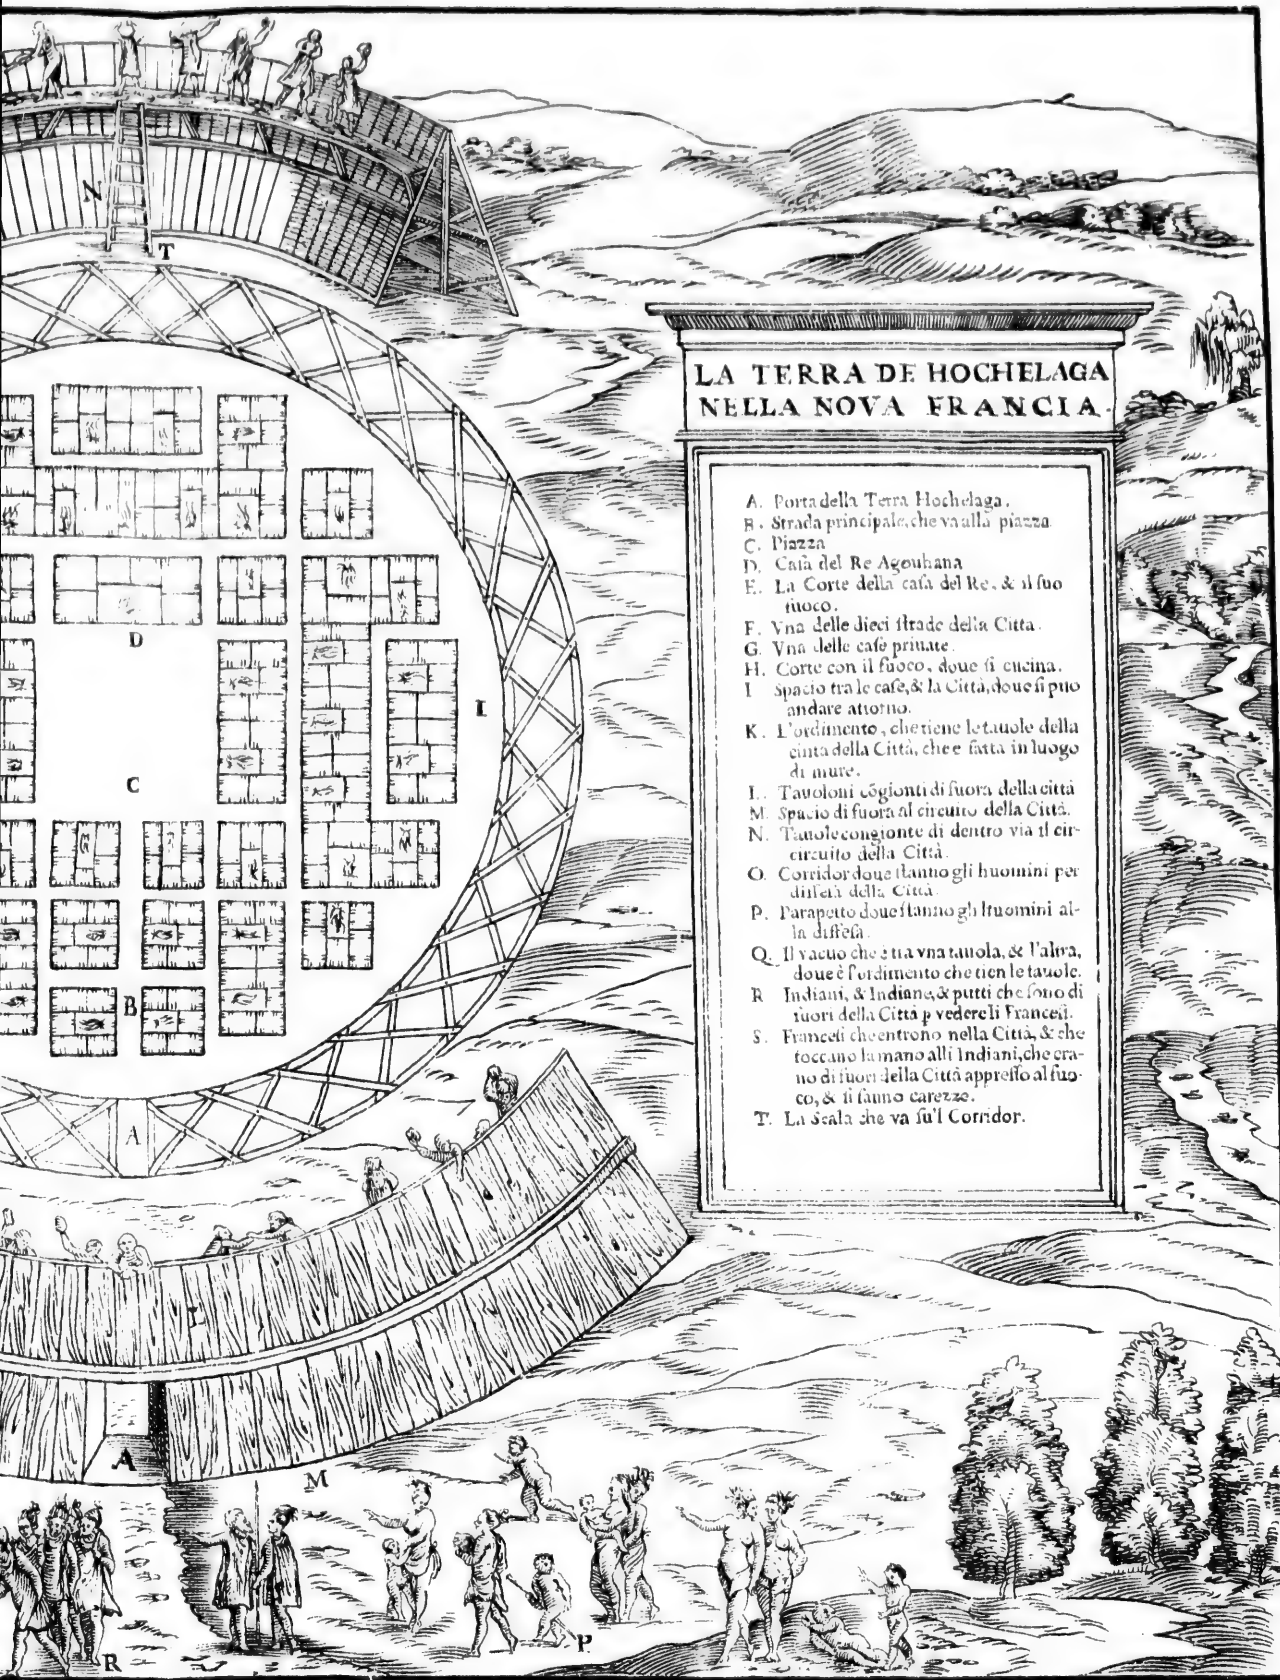 N
T
LA TERRA DE HOCHELAGA
NELLA NOVA FRANCIA.
A. Porta della Terra Hochelaga.
B. Strada principale, che va alla piazza
C. Piazza
D. Casa del Re Agouhana
E. La Corte della casa del Re, & il suo
fuoco.
F. Vna delle dieci strade della Citta.
G. Vna delle case priuate.
H. Corte con il fuoco, doue si cucina.
I Spacio tra le case, & la Città, doue si puo
andare attorno.
K. L'ordimento, che tiene le tauole della
cinta della Città, che è fatta in luogo
di mure.
L. Tauoloni cõgionti di fuora della città
M. Spacio di fuora al circuito della Città.
N. Tauole congionte di dentro via il cir-
circuito della Città.
O. Corridor doue stanno gli huomini per
difesa della Città.
P. Parapetto doue stanno gli huomini al-
la diffesa.
Q. Il vacuo che è tra vna tauola, & l'altra,
doue è l'ordimento che tien le tauole.
R Indiani, & Indiane, & putti che sono di
fuori della Città p vedere li Francesi.
S. Francesi che entrono nella Città, & che
toccano la mano alli Indiani, che era-
no di fuori della Città appresso al fuo-
co, & li fanno carezze.
T. La Scala che va su'l Corridor.
D
I
C
B
A
L
A
M
P
R